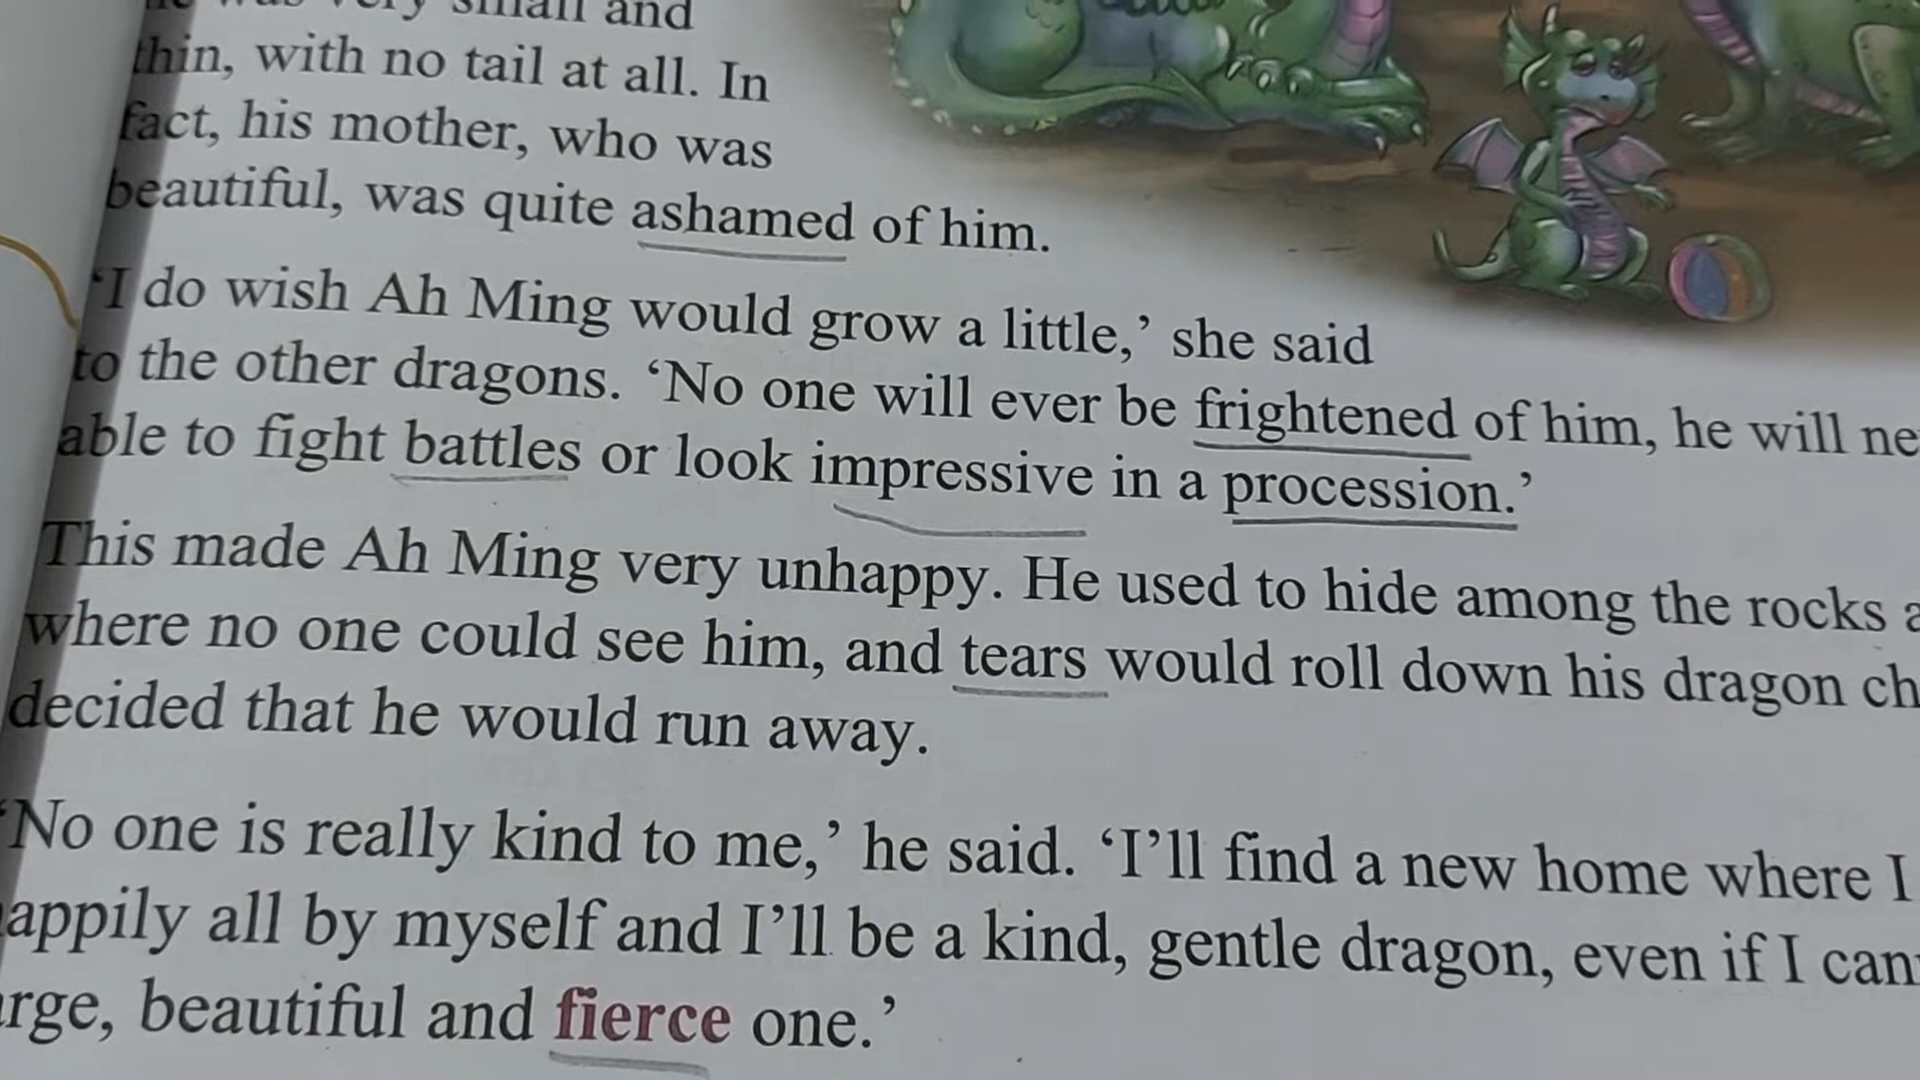 was very small and
thin, with no tail at all. In
fact, his mother, who was
beautiful, was quite ashamed of him.
‘I do wish Ah Ming would grow a little,’ she said
to the other dragons. ‘No one will ever be frightened of him, he will
able to fight battles or look impressive in a procession.’
This made Ah Ming very unhappy. He used to hide among the rocks
where no one could see him, and tears would roll down his dragon
decided that he would run away.
‘No one is really kind to me,’ he said. ‘I’ll find a new home where I
all by myself and I’ll be a kind, gentle dragon, even if I
beautiful and fierce one.’